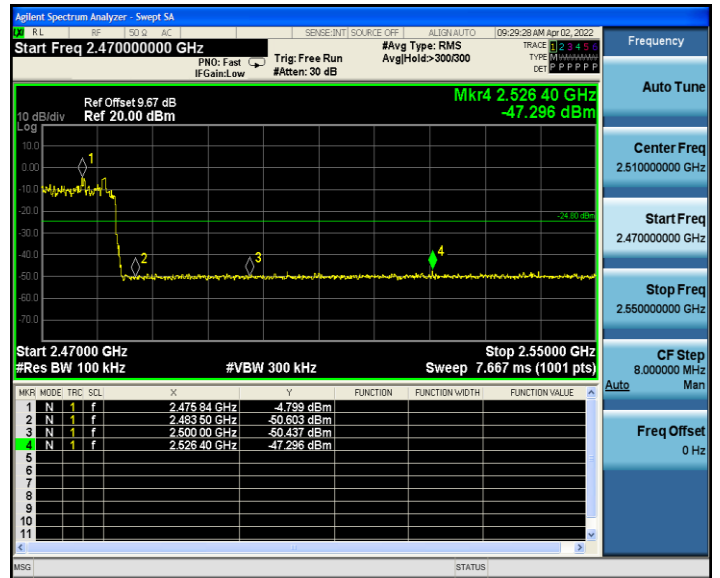 Agilent Spectrum Analyzer - Swept SA
RL RF 50 Ω AC SENSE:INT SOURCE OFF ALIGNAUTO 09:29:28 AM Apr 02, 2022
Start Freq 2.470000000 GHz #Avg Type: RMS TRACE 1 2 3 4 5 6 Frequency
PNO: Fast Trig: Free Run Avg|Hold:>300/300 TYPE M
IFGain:Low #Atten: 30 dB DET P P P P P P
Auto Tune
Mkr4 2.526 40 GHz
Ref Offset 9.67 dB
10 dB/div Ref 20.00 dBm -47.296 dBm
Log
10.0
0.00
-10.0
-20.0
-30.0
-40.0
-50.0
-60.0
-70.0
1
2
3
4
-24.80 dBm
Center Freq
2.510000000 GHz
Start Freq
2.470000000 GHz
Stop Freq
2.550000000 GHz
Start 2.47000 GHz Stop 2.55000 GHz
#Res BW 100 kHz #VBW 300 kHz Sweep 7.667 ms (1001 pts)
CF Step
8.000000 MHz
Auto Man
Freq Offset
0 Hz
MKR MODE TRC SCL X Y FUNCTION FUNCTION WIDTH FUNCTION VALUE
1 N 1 f 2.475 84 GHz -4.799 dBm
2 N 1 f 2.483 50 GHz -50.603 dBm
3 N 1 f 2.500 00 GHz -50.437 dBm
4 N 1 f 2.526 40 GHz -47.296 dBm
5
6
7
8
9
10
11
MSG STATUS